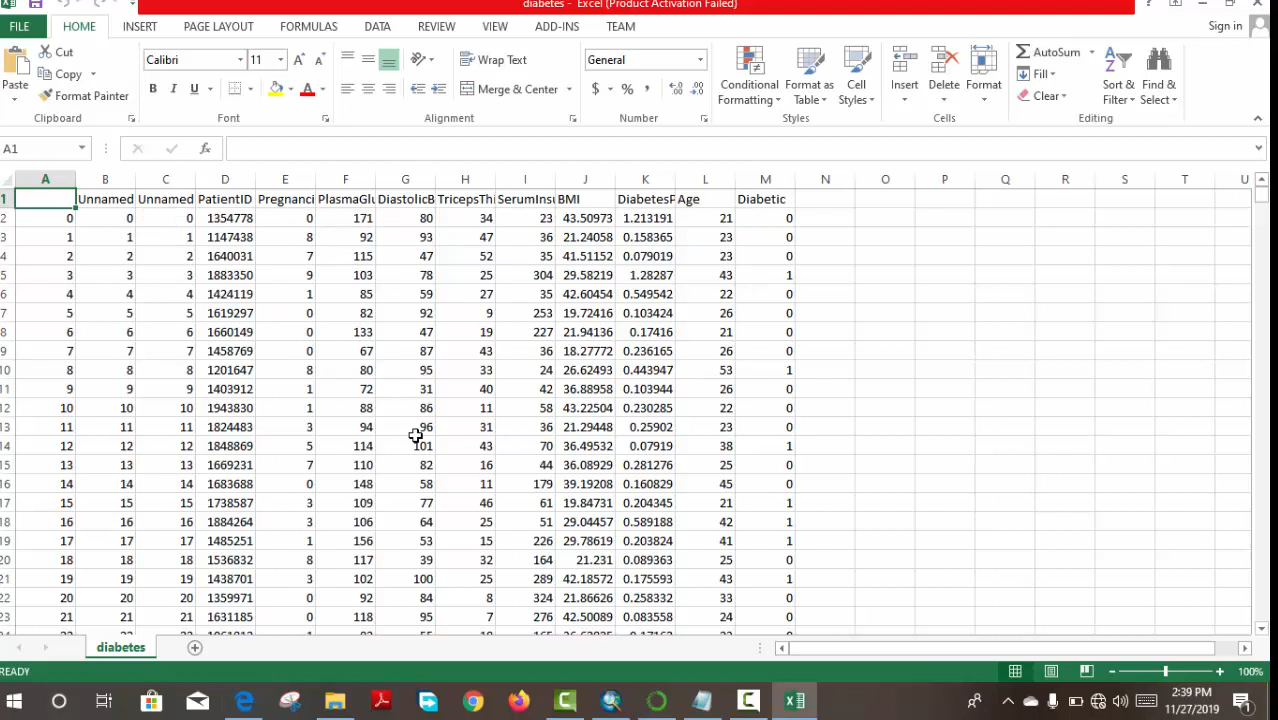 diabetes - Excel (Product Activation Failed)
FILE HOME INSERT PAGE LAYOUT FORMULAS DATA REVIEW VIEW ADD-INS TEAM Sign in
Cut Calibri 11 Wrap Text General AutoSum
Copy Fill
Format Painter Merge & Center Clear
Paste Conditional Formatting Format as Table Cell Styles Insert Delete Format Sort & Filter Find & Select
Clipboard Font Alignment Number Styles Cells Editing
A1
A B C D E F G H I J K L M N O P Q R S T U
1 Unnamed Unnamed PatientID Pregnanci PlasmaGlu DiastolicB TricepsThi SerumInsu BMI DiabetesP Age Diabetic
2 0 0 0 1354778 0 171 80 34 23 43.50973 1.213191 21 0
3 1 1 1 1147438 8 92 93 47 36 21.24058 0.158365 23 0
4 2 2 2 1640031 7 115 47 52 35 41.51152 0.079019 23 0
5 3 3 3 1883350 9 103 78 25 304 29.58219 1.28287 43 1
6 4 4 4 1424119 1 85 59 27 35 42.60454 0.549542 22 0
7 5 5 5 1619297 0 82 92 9 253 19.72416 0.103424 26 0
8 6 6 6 1660149 0 133 47 19 227 21.94136 0.17416 21 0
9 7 7 7 1458769 0 67 87 43 36 18.27772 0.236165 26 0
10 8 8 8 1201647 8 80 95 33 24 26.62493 0.443947 53 1
11 9 9 9 1403912 1 72 31 40 42 36.88958 0.103944 26 0
12 10 10 10 1943830 1 88 86 11 58 43.22504 0.230285 22 0
13 11 11 11 1824483 3 94 96 31 36 21.29448 0.25902 23 0
14 12 12 12 1848869 5 114 101 43 70 36.49532 0.07919 38 1
15 13 13 13 1669231 7 110 82 16 44 36.08929 0.281276 25 0
16 14 14 14 1683688 0 148 58 11 179 39.19208 0.160829 45 0
17 15 15 15 1738587 3 109 77 46 61 19.84731 0.204345 21 1
18 16 16 16 1884264 3 106 64 25 51 29.04457 0.589188 42 1
19 17 17 17 1485251 1 156 53 15 226 29.78619 0.203824 41 1
20 18 18 18 1536832 8 117 39 32 164 21.231 0.089363 25 0
21 19 19 19 1438701 3 102 100 25 289 42.18572 0.175593 43 1
22 20 20 20 1359971 0 92 84 8 324 21.86626 0.258332 33 0
23 21 21 21 1631185 0 118 95 7 276 42.50089 0.083558 24 0
diabetes
READY 100%
2:39 PM
11/27/2019